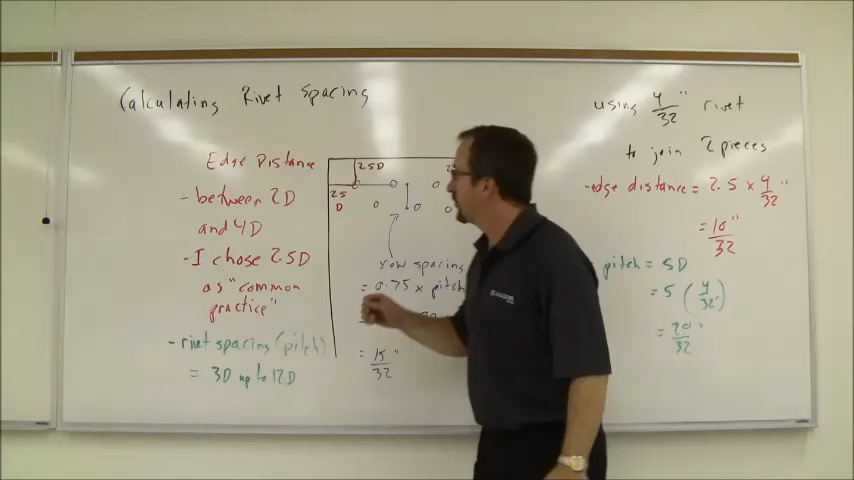 Calculating Rivet spacing
using 4/32" rivet
to join 2 pieces
Edge Distance
- between 2D
and 4D
- I chose 2.5D
as "common
practice"
- rivet spacing (pitch)
= 3D up to 12D
2.5D
2.5
D
2
row spacing
= 0.75 x pitch
= 15/32"
- edge distance = 2.5 x 4/32"
= 10/32"
pitch = 5D
= 5 (4/32")
= 20/32"